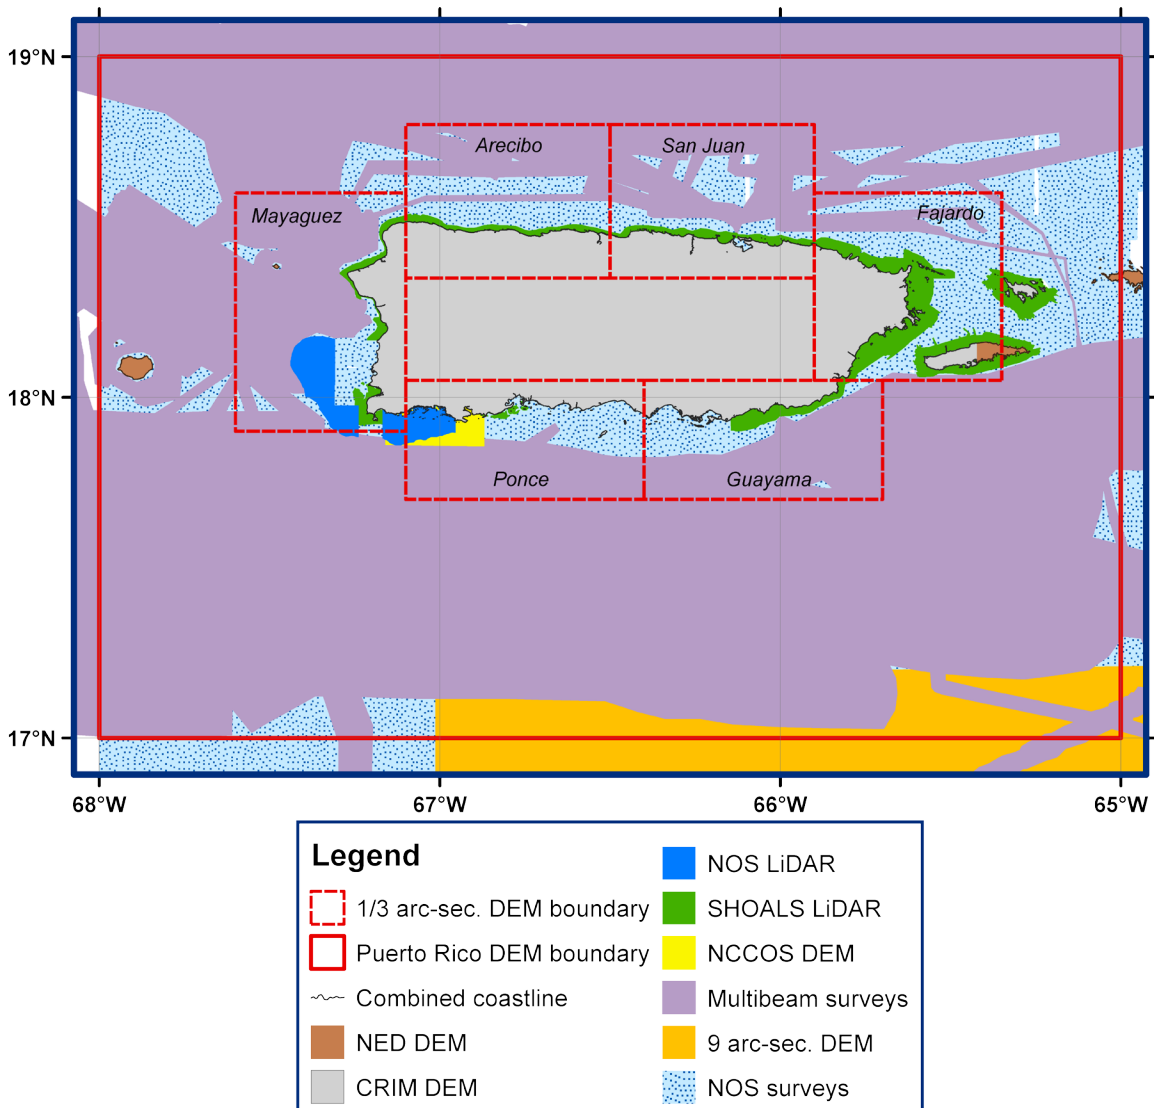 19°N
Arecibo
San Juan
Mayaguez
Fajardo
18°N
Ponce
Guayama
17°N
68°W
67°W
66°W
65°W
Legend
1/3 arc-sec. DEM boundary
Puerto Rico DEM boundary
Combined coastline
NED DEM
CRIM DEM
NOS LiDAR
SHOALS LiDAR
NCCOS DEM
Multibeam surveys
9 arc-sec. DEM
NOS surveys